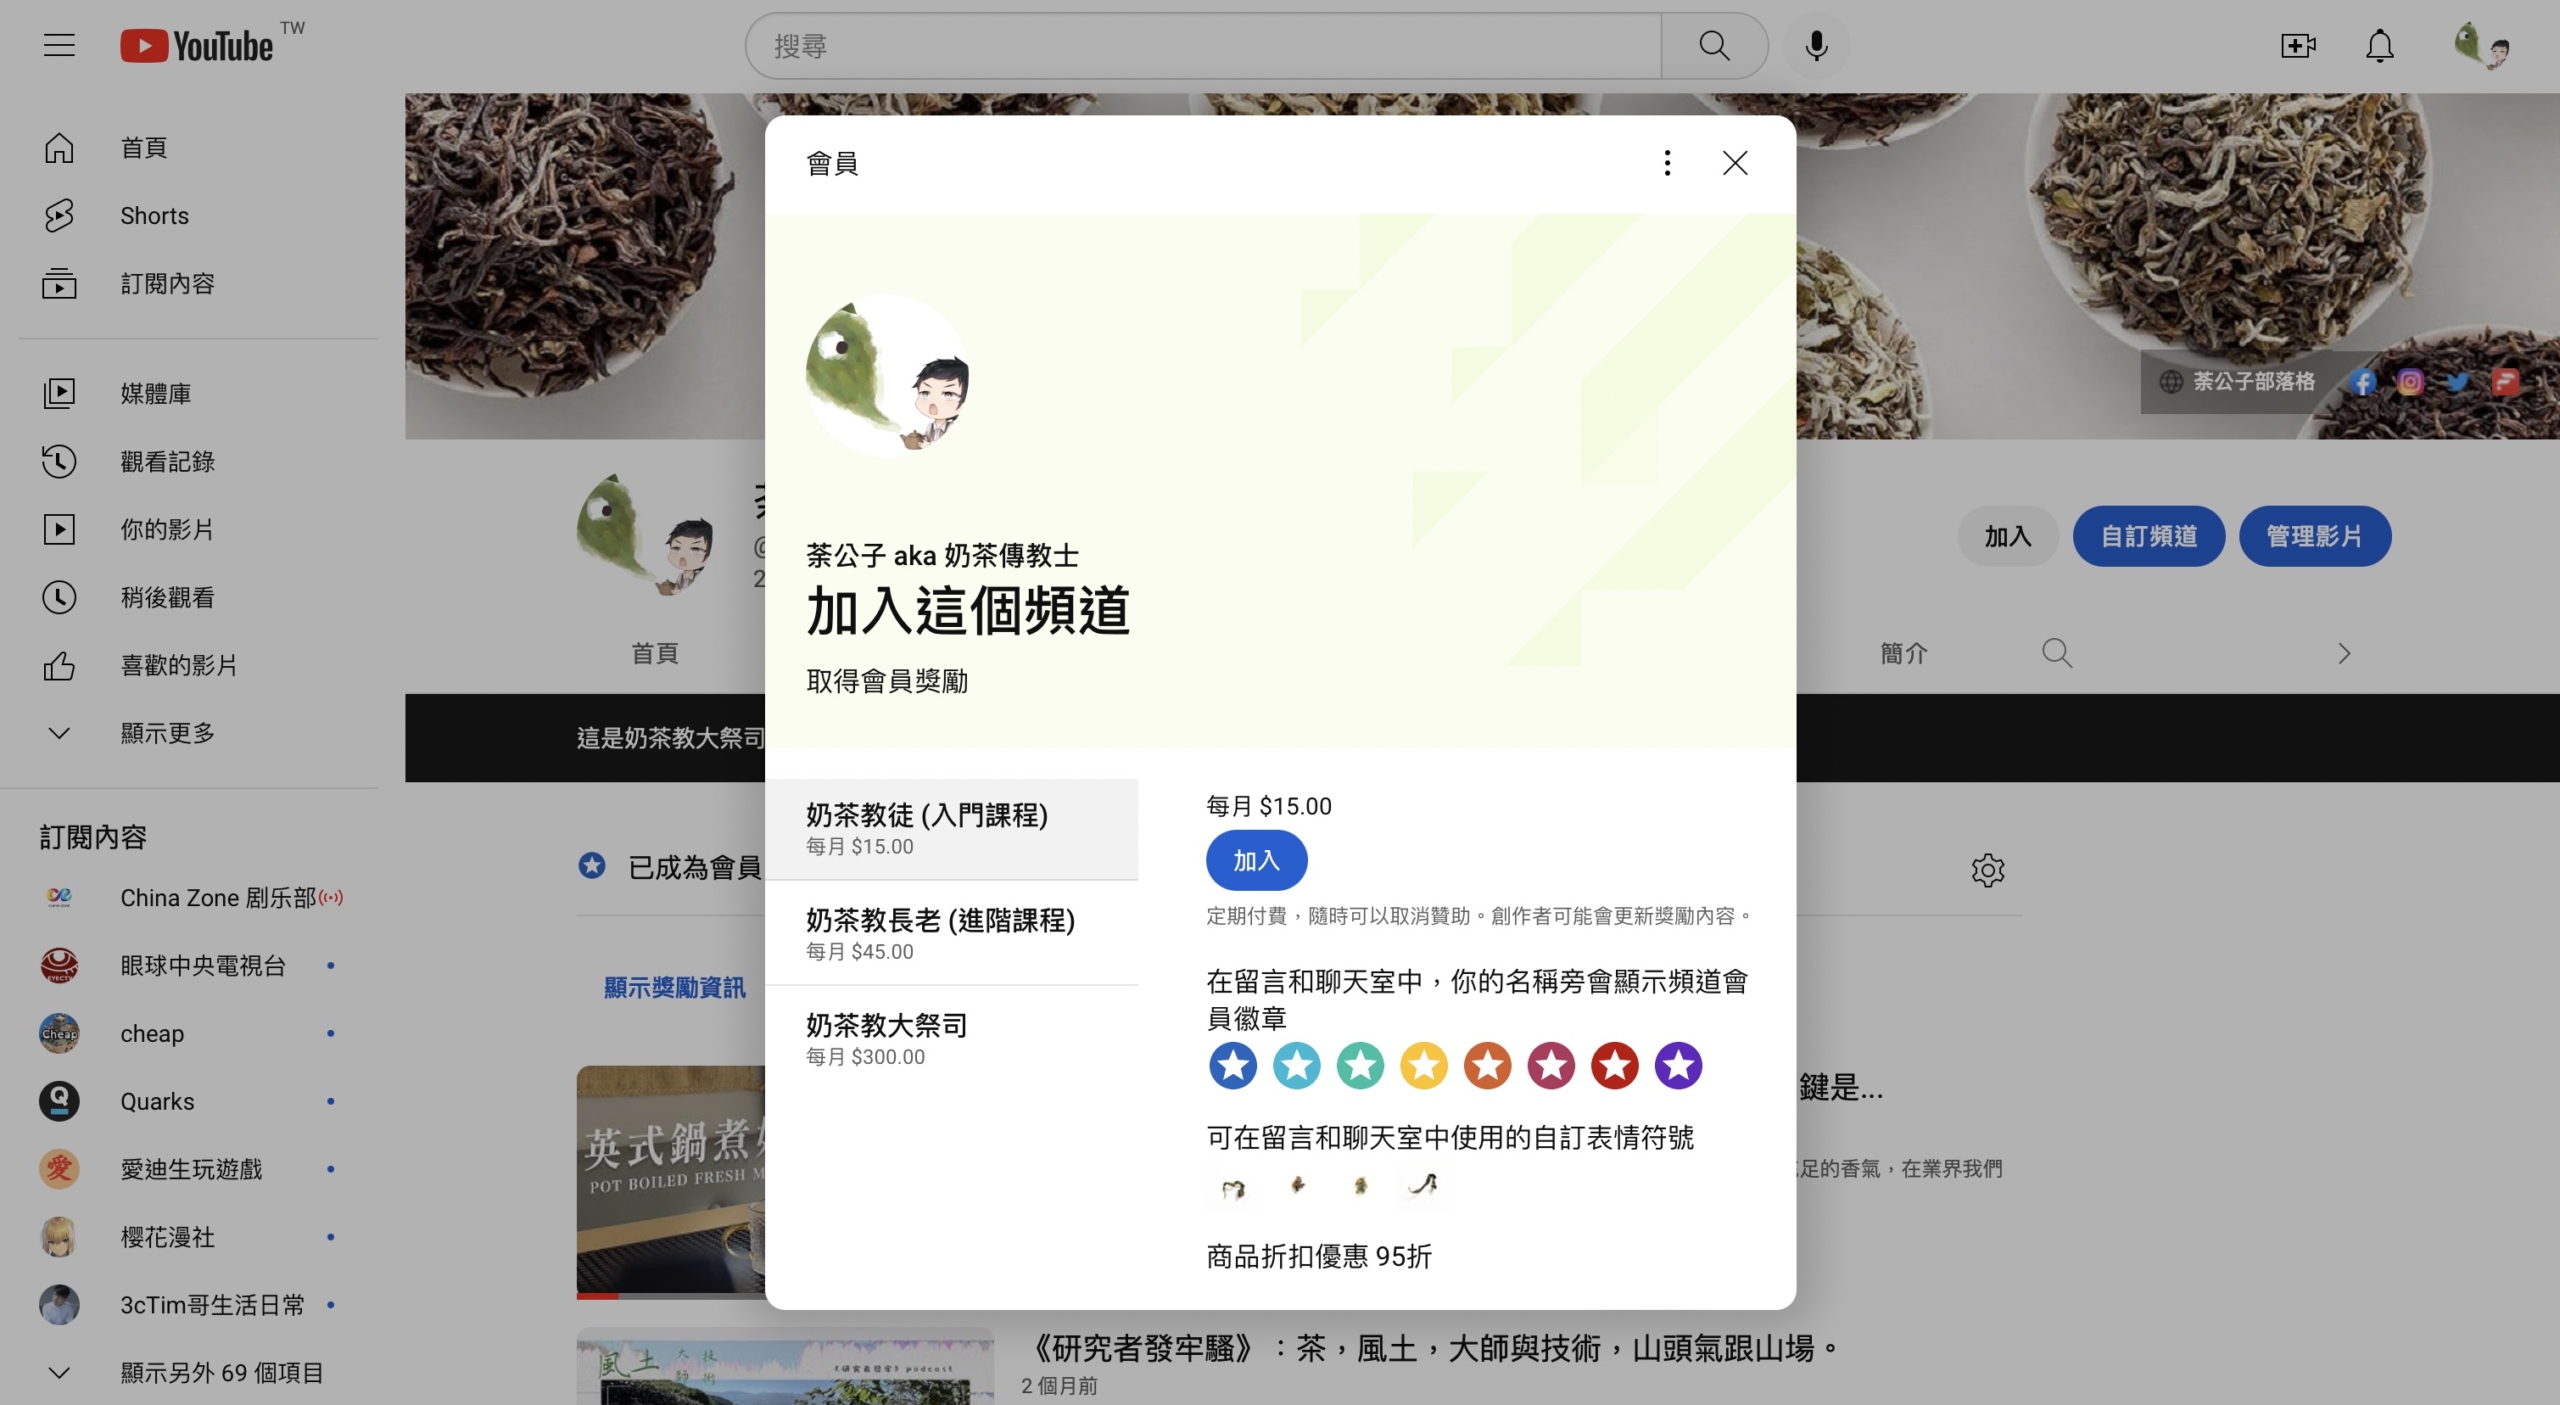 YouTube TW
搜尋
首頁
Shorts
訂閱內容
媒體庫
觀看記錄
你的影片
稍後觀看
喜歡的影片
顯示更多
訂閱內容
China Zone 剧乐部
眼球中央電視台
cheap
Quarks
愛迪生玩遊戲
櫻花漫社
3cTim哥生活日常
顯示另外 69 個項目
茶公子部落格
加入
自訂頻道
管理影片
首頁
簡介
這是奶茶教大祭司
已成為會員
顯示獎勵資訊
英式鍋煮
POT BOILED FRESH M
鍵是...
足的香氣，在業界我們
風土
大師
技術
《研究者發牢騷》podcast
《研究者發牢騷》：茶，風土，大師與技術，山頭氣跟山場。
2 個月前
會員
茶公子 aka 奶茶傳教士
加入這個頻道
取得會員獎勵
奶茶教徒 (入門課程)
每月 $15.00
奶茶教長老 (進階課程)
每月 $45.00
奶茶教大祭司
每月 $300.00
每月 $15.00
加入
定期付費，隨時可以取消贊助。創作者可能會更新獎勵內容。
在留言和聊天室中，你的名稱旁會顯示頻道會
員徽章
可在留言和聊天室中使用的自訂表情符號
商品折扣優惠 95折